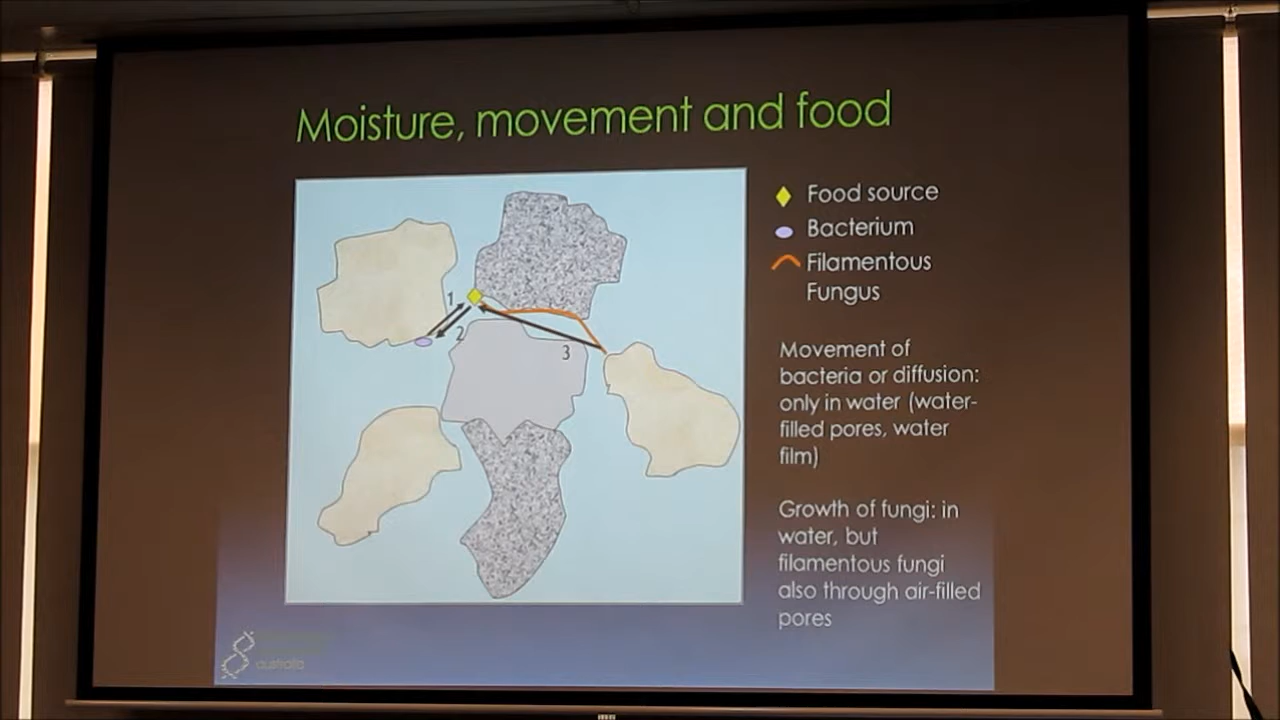 Moisture, movement and food
Food source
Bacterium
Filamentous
Fungus
1
2
3
Movement of
bacteria or diffusion:
only in water (water-
filled pores, water
film)
Growth of fungi: in
water, but
filamentous fungi
also through air-filled
pores
australia